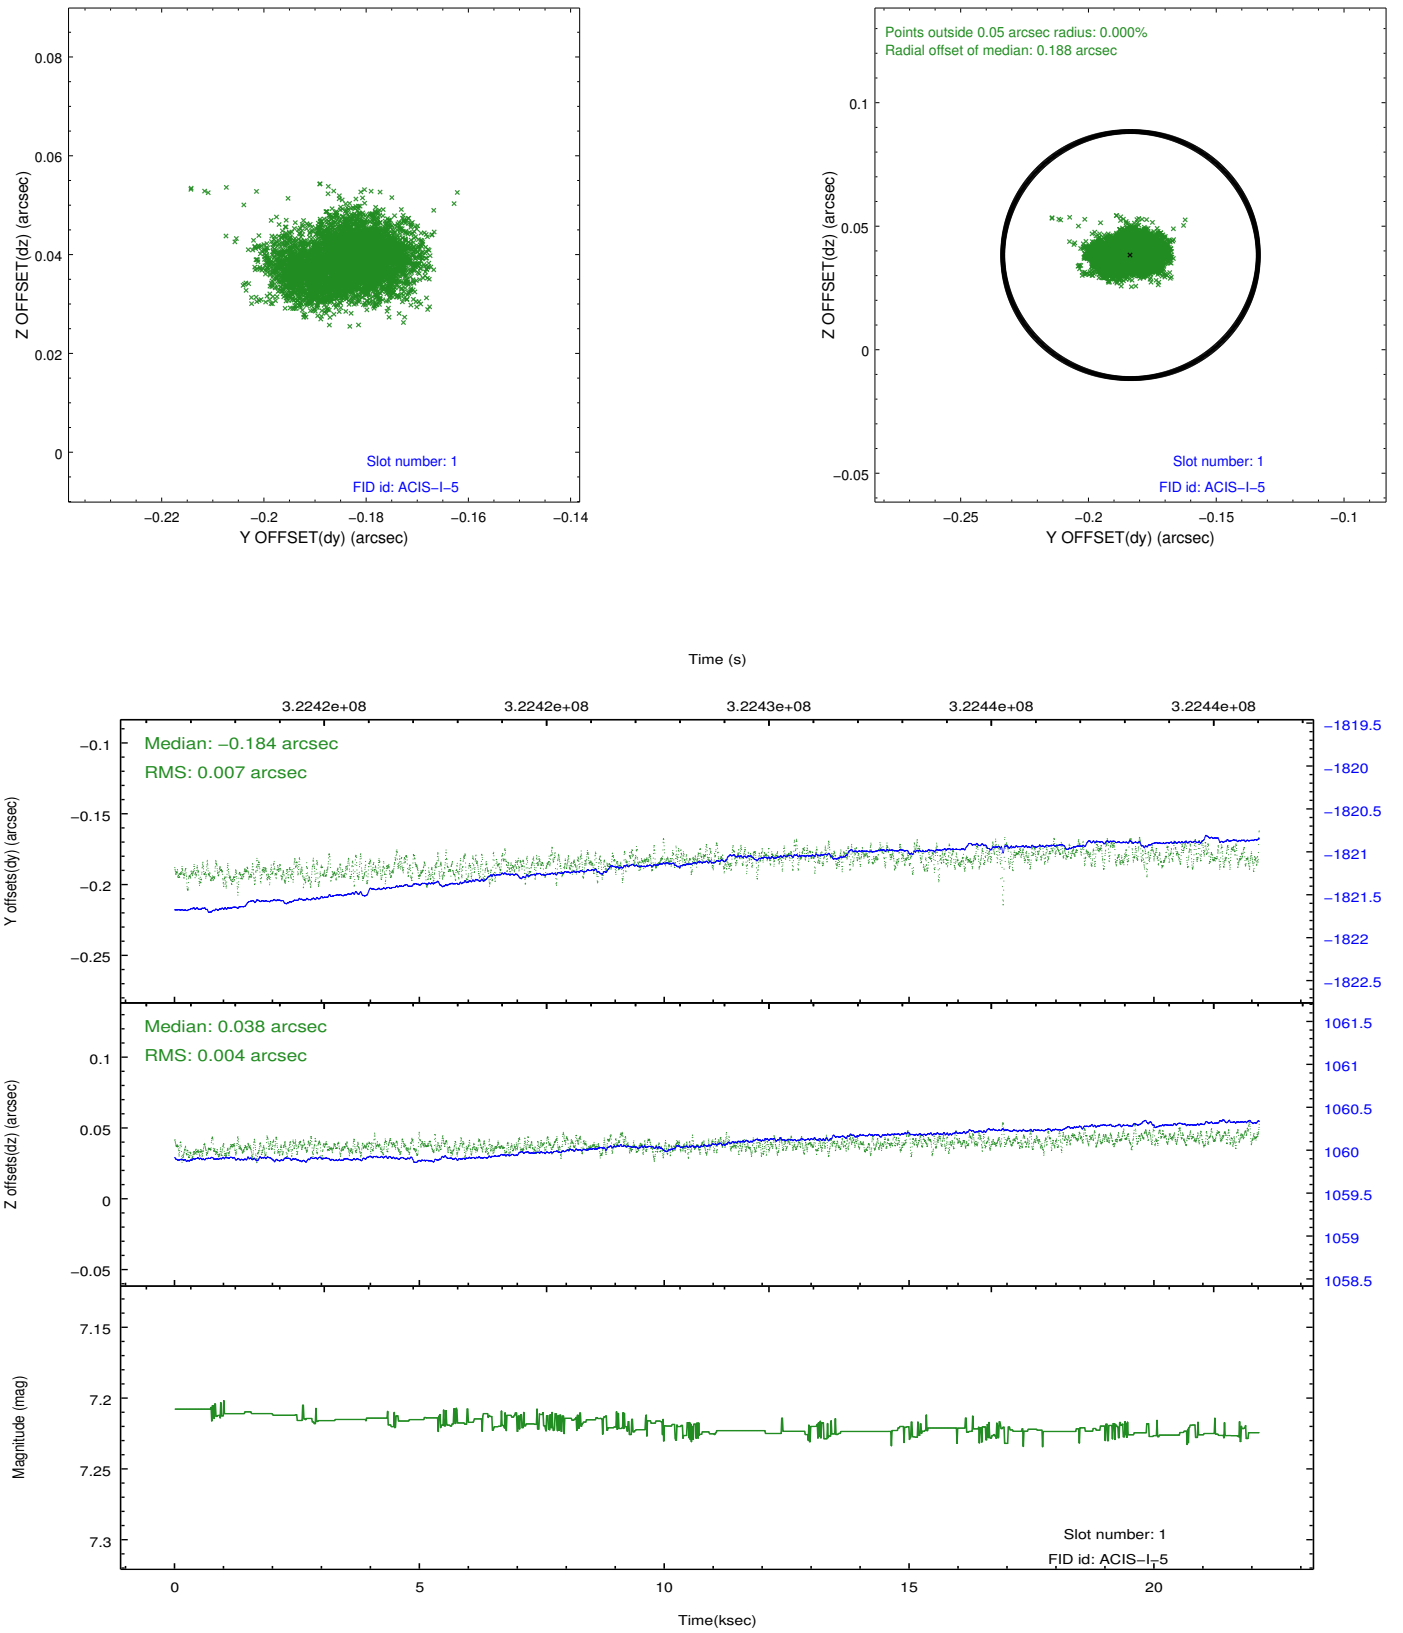 0.08
0.06
0.04
0.02
0
Z OFFSET(dz) (arcsec)
−0.22 −0.2 −0.18 −0.16 −0.14
Y OFFSET(dy) (arcsec)
Slot number: 1
FID id: ACIS−I−5
Points outside 0.05 arcsec radius: 0.000%
Radial offset of median: 0.188 arcsec
0.1
0.05
0
−0.05
Z OFFSET(dz) (arcsec)
Slot number: 1
FID id: ACIS−I−5
−0.25 −0.2 −0.15 −0.1
Y OFFSET(dy) (arcsec)
Time (s)
3.2242e+08 3.2242e+08 3.2243e+08 3.2244e+08 3.2244e+08
Median: −0.184 arcsec
RMS: 0.007 arcsec
−0.1
−0.15
−0.2
−0.25
Y offsets(dy) (arcsec)
−1819.5
−1820
−1820.5
−1821
−1821.5
−1822
−1822.5
Median: 0.038 arcsec
RMS: 0.004 arcsec
0.1
0.05
0
−0.05
Z offsets(dz) (arcsec)
1061.5
1061
1060.5
1060
1059.5
1059
1058.5
7.15
7.2
7.25
7.3
Magnitude (mag)
Slot number: 1
FID id: ACIS−I−5
0 5 10 15 20
Time(ksec)